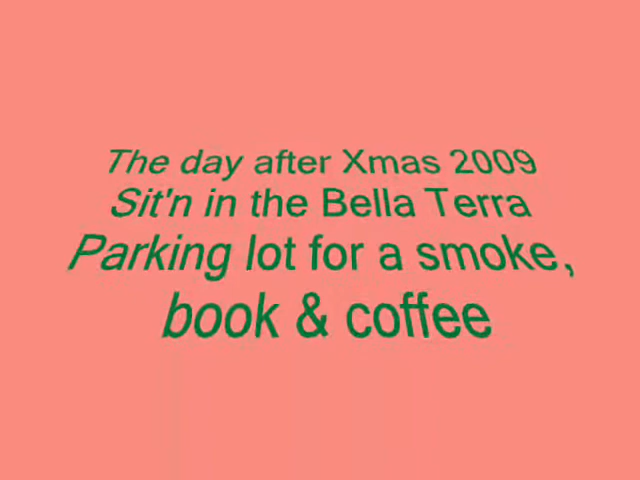 The day after Xmas 2009
Sit'n in the Bella Terra
Parking lot for a smoke,
book & coffee